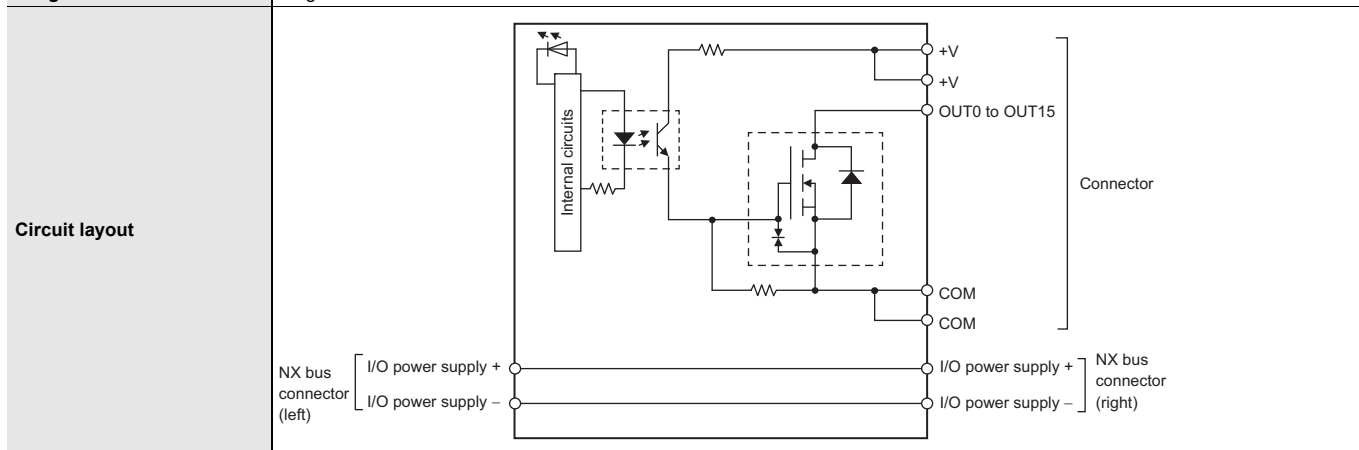 Circuit layout
Internal circuits
+V
+V
OUT0 to OUT15
Connector
COM
COM
NX bus
connector
(left)
I/O power supply +
I/O power supply –
I/O power supply +
I/O power supply –
NX bus
connector
(right)